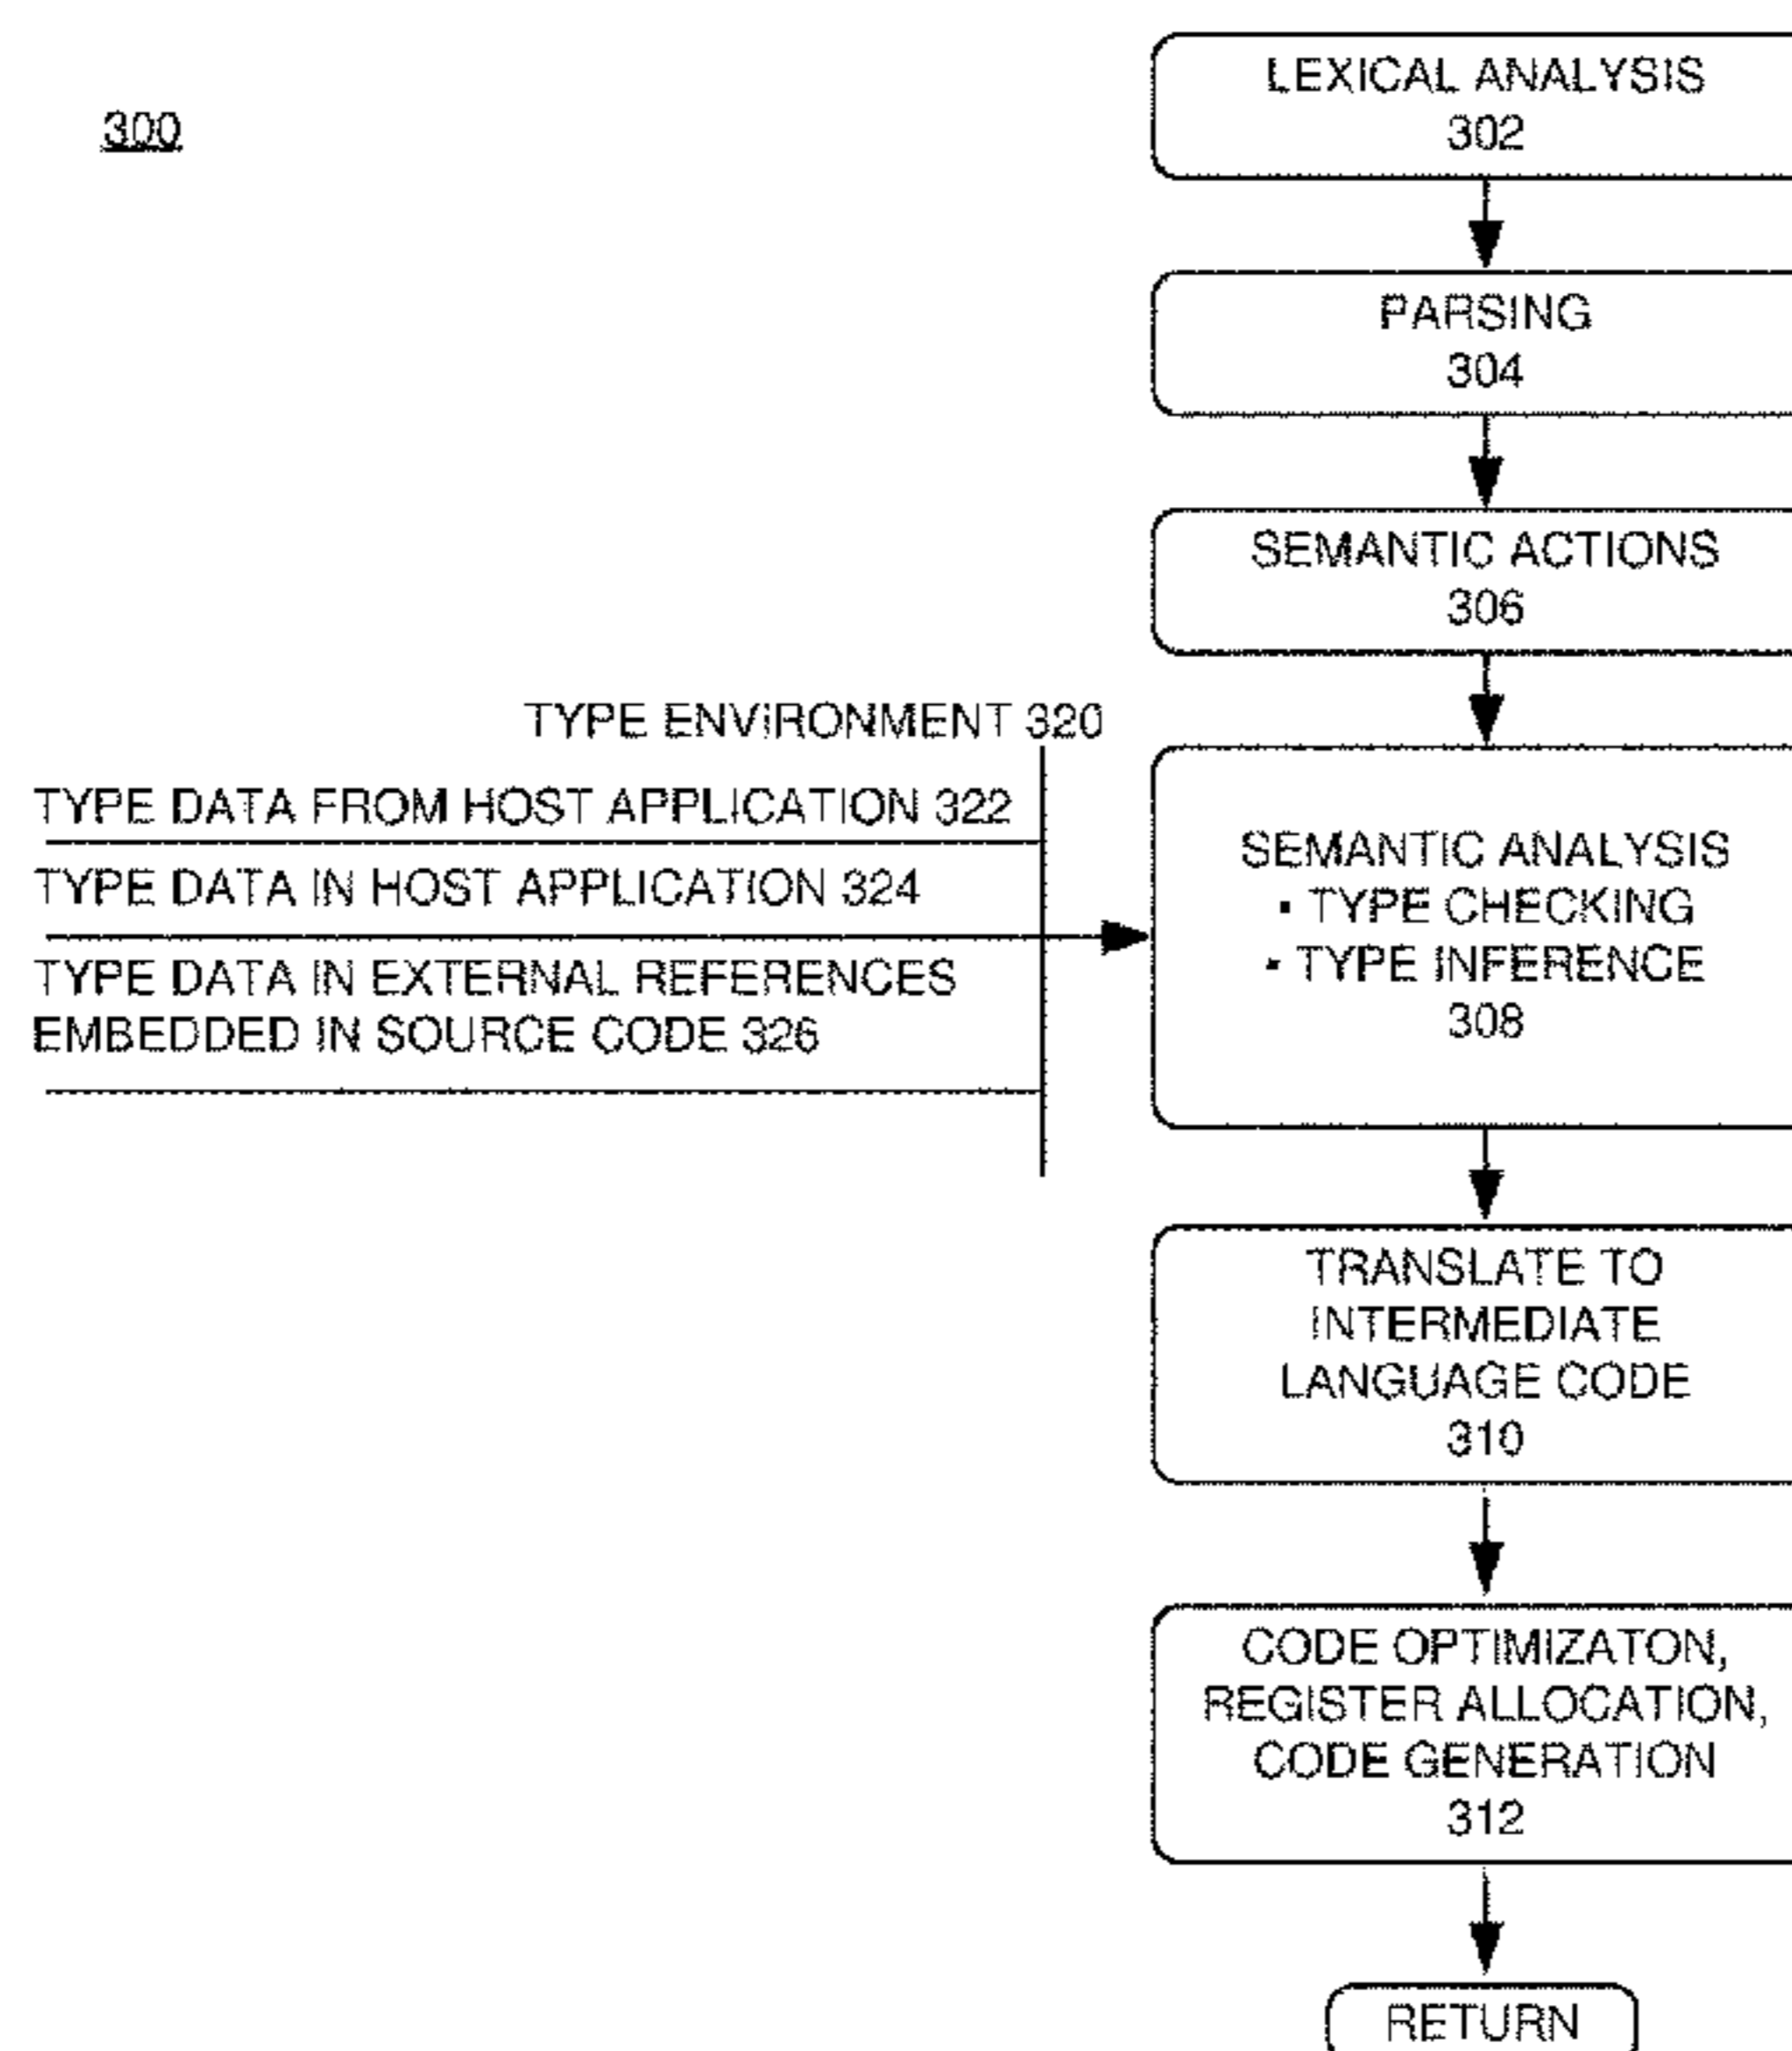 300
LEXICAL ANALYSIS
302
PARSING
304
SEMANTIC ACTIONS
306
TYPE ENVIRONMENT 320
TYPE DATA FROM HOST APPLICATION 322
TYPE DATA IN HOST APPLICATION 324
TYPE DATA IN EXTERNAL REFERENCES
EMBEDDED IN SOURCE CODE 326
SEMANTIC ANALYSIS
▪ TYPE CHECKING
▪ TYPE INFERENCE
308
TRANSLATE TO
INTERMEDIATE
LANGUAGE CODE
310
CODE OPTIMIZATON,
REGISTER ALLOCATION,
CODE GENERATION
312
RETURN